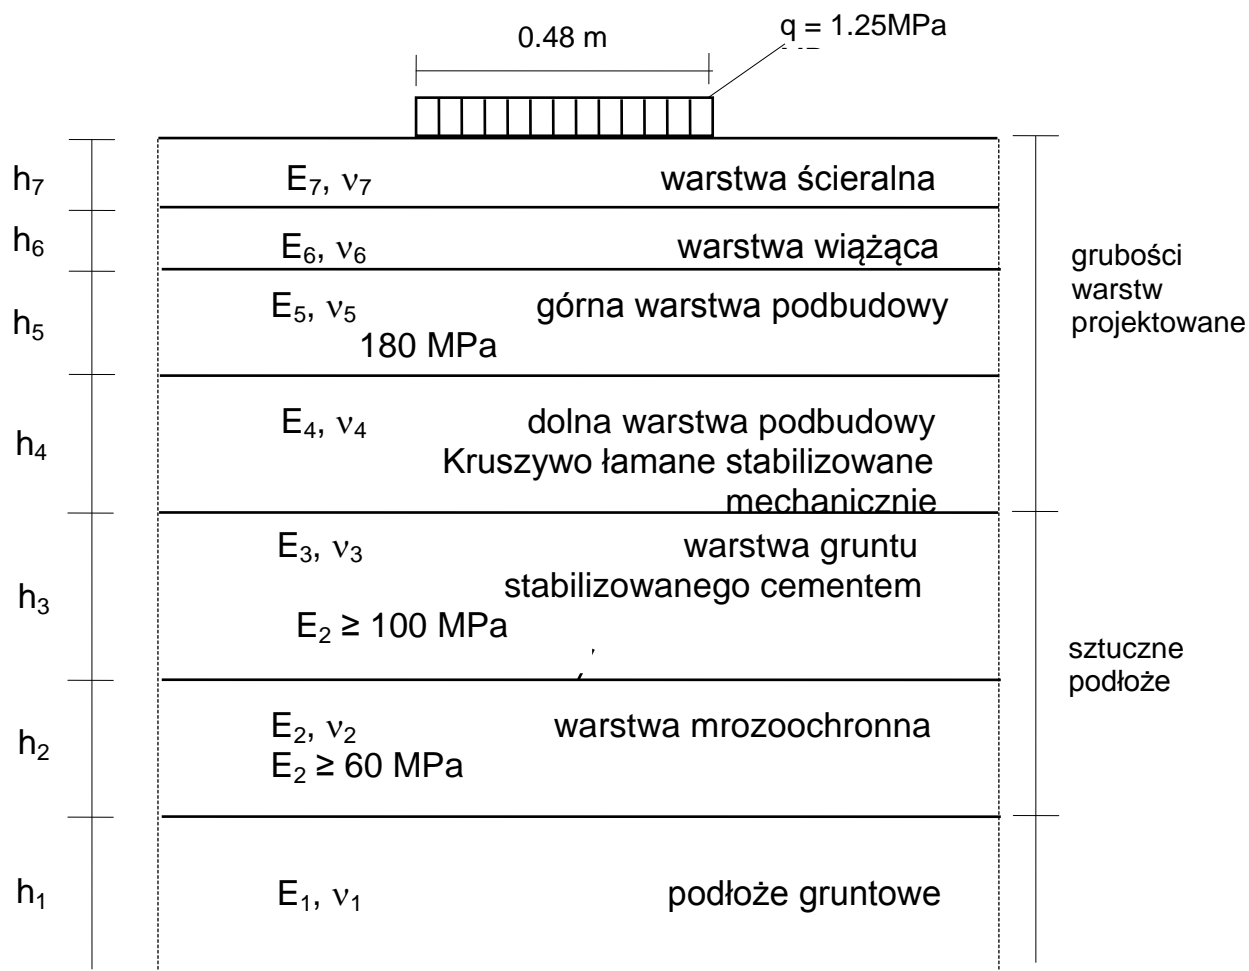 0.48 m
q = 1.25MPa
h₇
E₇, ν₇
warstwa ścieralna
h₆
E₆, ν₆
warstwa wiążąca
h₅
E₅, ν₅
górna warstwa podbudowy
180 MPa
h₄
E₄, ν₄
dolna warstwa podbudowy
Kruszywo łamane stabilizowane
mechanicznie
grubości
warstw
projektowane
h₃
E₃, ν₃
warstwa gruntu
stabilizowanego cementem
E₂ ≥ 100 MPa
h₂
E₂, ν₂
warstwa mrozoochronna
E₂ ≥ 60 MPa
sztuczne
podłoże
h₁
E₁, ν₁
podłoże gruntowe